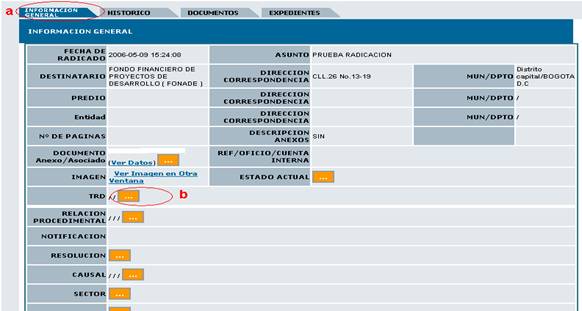 a INFORMACION GENERAL HISTORICO DOCUMENTOS EXPEDIENTES
INFORMACION GENERAL
FECHA DE RADICADO 2006-05-09 15:24:08 ASUNTO PRUEBA RADICACION
DESTINATARIO FONDO FINANCIERO DE PROYECTOS DE DESARROLLO ( FONADE ) DIRECCION CORRESPONDENCIA CLL.26 No.13-19 MUN/DPTO Distrito capital/BOGOTA D.C
PREDIO DIRECCION CORRESPONDENCIA MUN/DPTO /
Entidad DIRECCION CORRESPONDENCIA MUN/DPTO /
Nº DE PAGINAS DESCRIPCION ANEXOS SIN
DOCUMENTO Anexo/Asociado (Ver Datos) ... REF/OFICIO/CUENTA INTERNA
IMAGEN Ver Imagen en Otra Ventana ESTADO ACTUAL ...
TRD // ... b
RELACION PROCEDIMENTAL /// ...
NOTIFICACION
RESOLUCION ...
CAUSAL /// ...
SECTOR ...
...